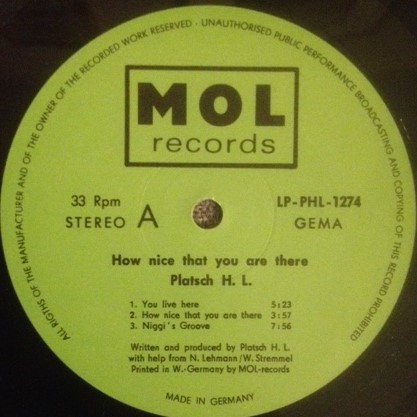 ALL RIGTHS OF THE MANUFACTURER AND OF THE OWNER OF THE RECORDED WORK RESERVED · UNAUTHORISED PUBLIC PERFORMANCE BROADCASTING AND COPYING OF THIS RECORD PROHIBITED
MOL
records
33 Rpm
STEREO A
LP-PHL-1274
GEMA
How nice that you are there
Platsch H. L.
1. You live here 5:23
2. How nice that you are there 3:57
3. Niggi's Groove 7:56
Written and produced by Platsch H. L.
with help from N. Lehmann/W. Stremmel
Printed in W.-Germany by MOL-records
MADE IN GERMANY